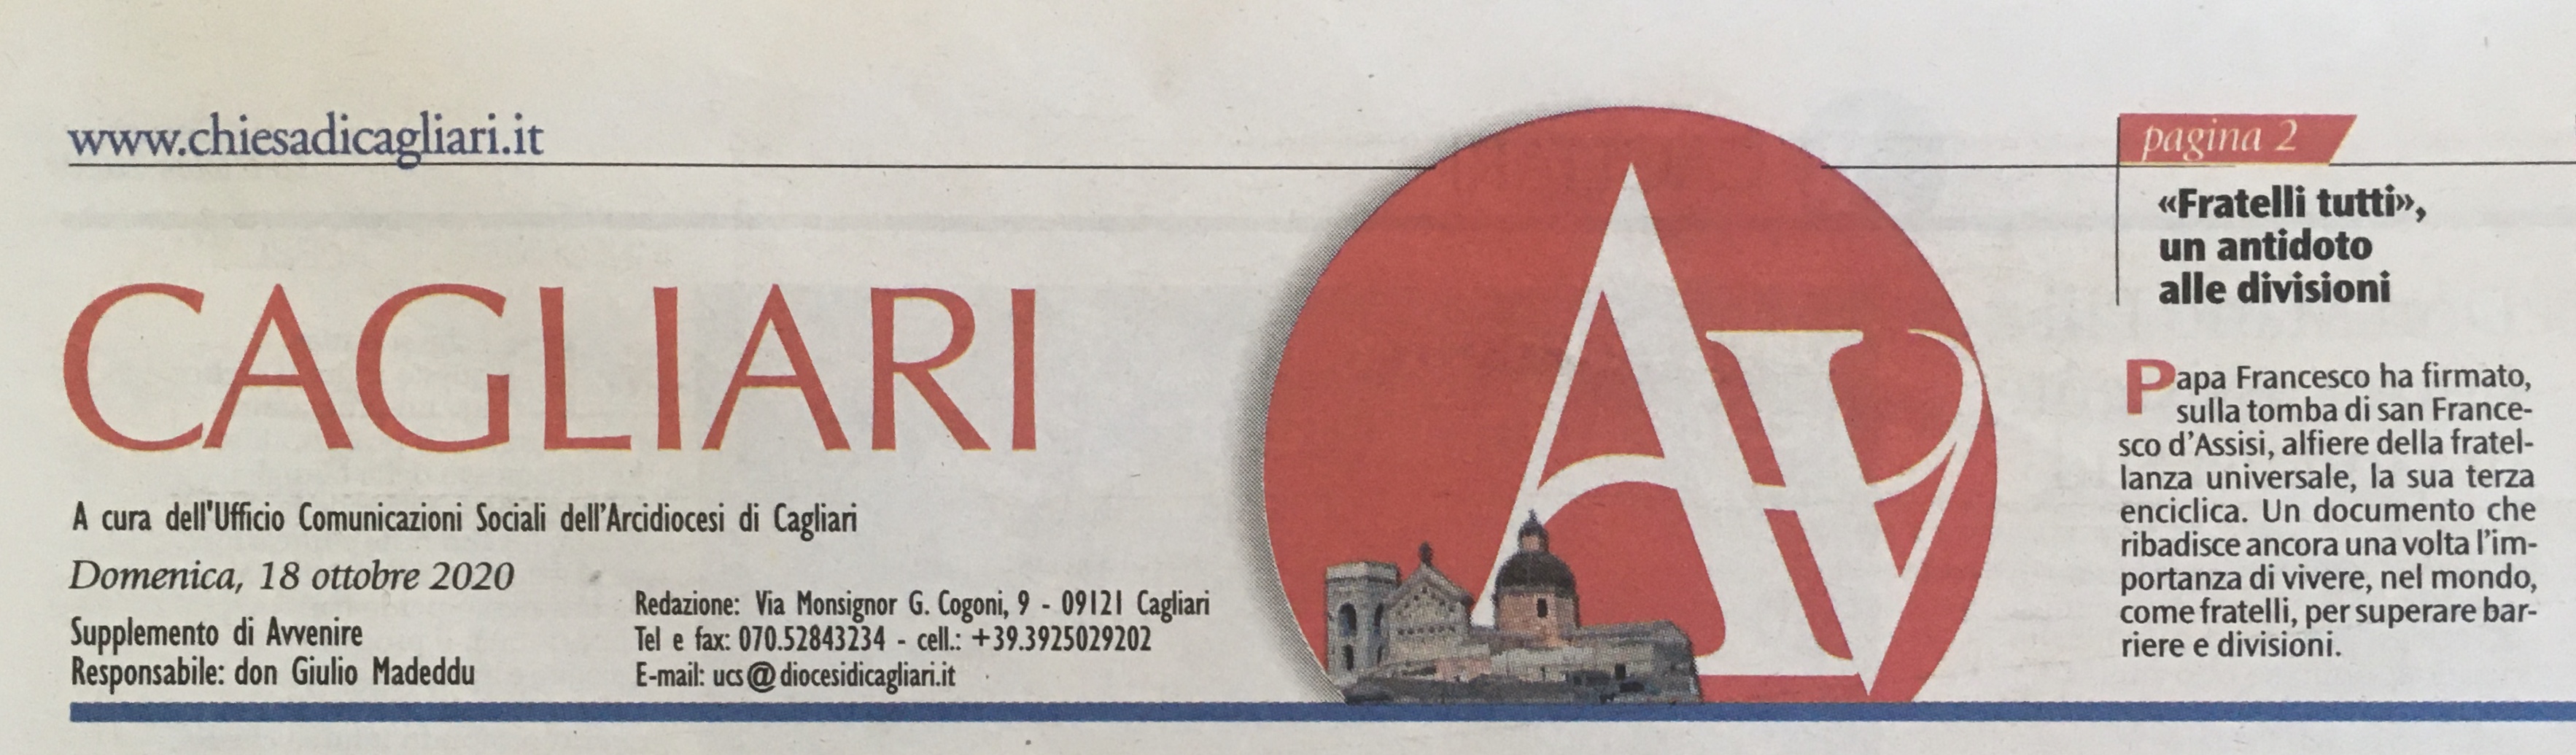 www.chiesadicagliari.it
CAGLIARI
A cura dell'Ufficio Comunicazioni Sociali dell'Arcidiocesi di Cagliari
Domenica, 18 ottobre 2020
Supplemento di Avvenire
Responsabile: don Giulio Madeddu
Redazione: Via Monsignor G. Cogoni, 9 - 09121 Cagliari
Tel e fax: 070.52843234 - cell.: +39.3925029202
E-mail: ucs@diocesidicagliari.it
AV
pagina 2
«Fratelli tutti»,
un antidoto
alle divisioni
Papa Francesco ha firmato,
sulla tomba di san France-
sco d'Assisi, alfiere della fratel-
lanza universale, la sua terza
enciclica. Un documento che
ribadisce ancora una volta l'im-
portanza di vivere, nel mondo,
come fratelli, per superare bar-
riere e divisioni.